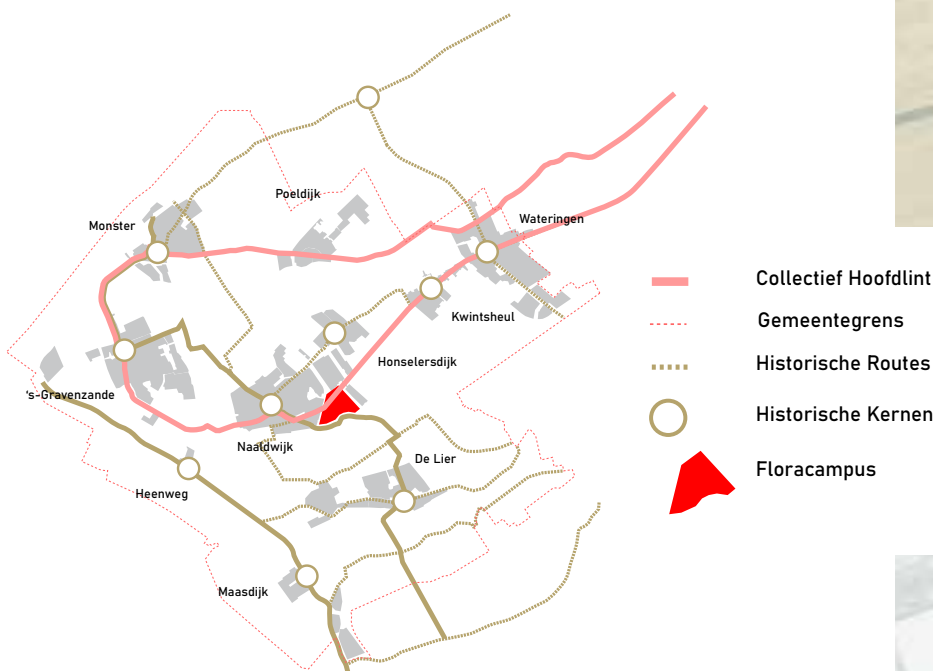 Poeldijk
Monster
Wateringen
Kwintsheul
Honselersdijk
's-Gravenzande
Naaldwijk
De Lier
Heenweg
Maasdijk
Collectief Hoofdlint
Gemeentegrens
Historische Routes
Historische Kernen
Floracampus